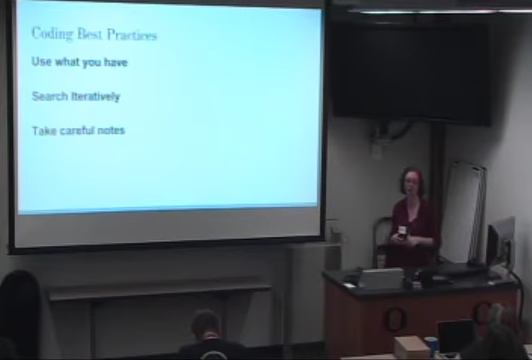 Coding Best Practices
Use what you have
Search Iteratively
Take careful notes
O C